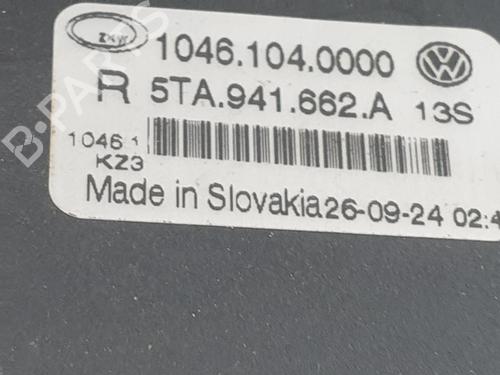 ZKW 1046.104.0000
R 5TA.941.662.A 13S
1046 1
KZ3
Made in Slovakia 26-09-24 02:4
B-PARTS